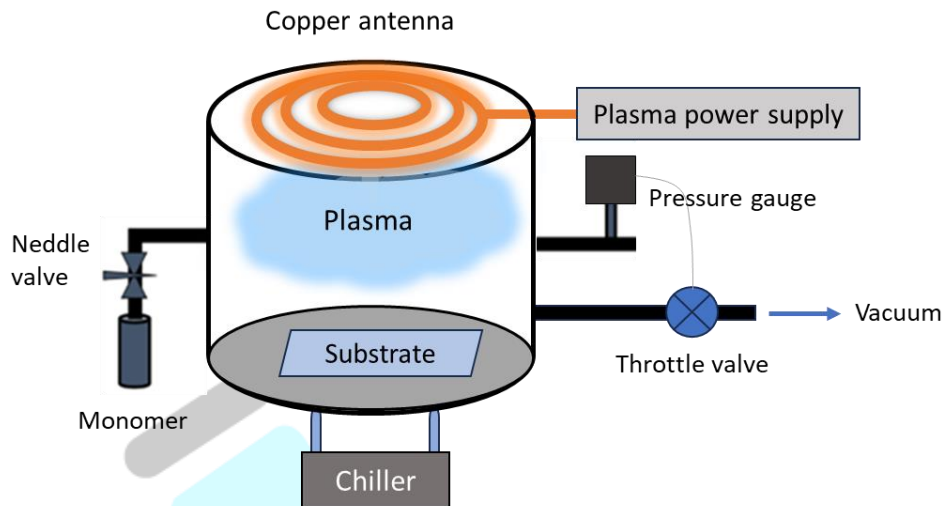 Copper antenna
Plasma power supply
Pressure gauge
Plasma
Neddle
valve
Vacuum
Substrate
Throttle valve
Monomer
Chiller